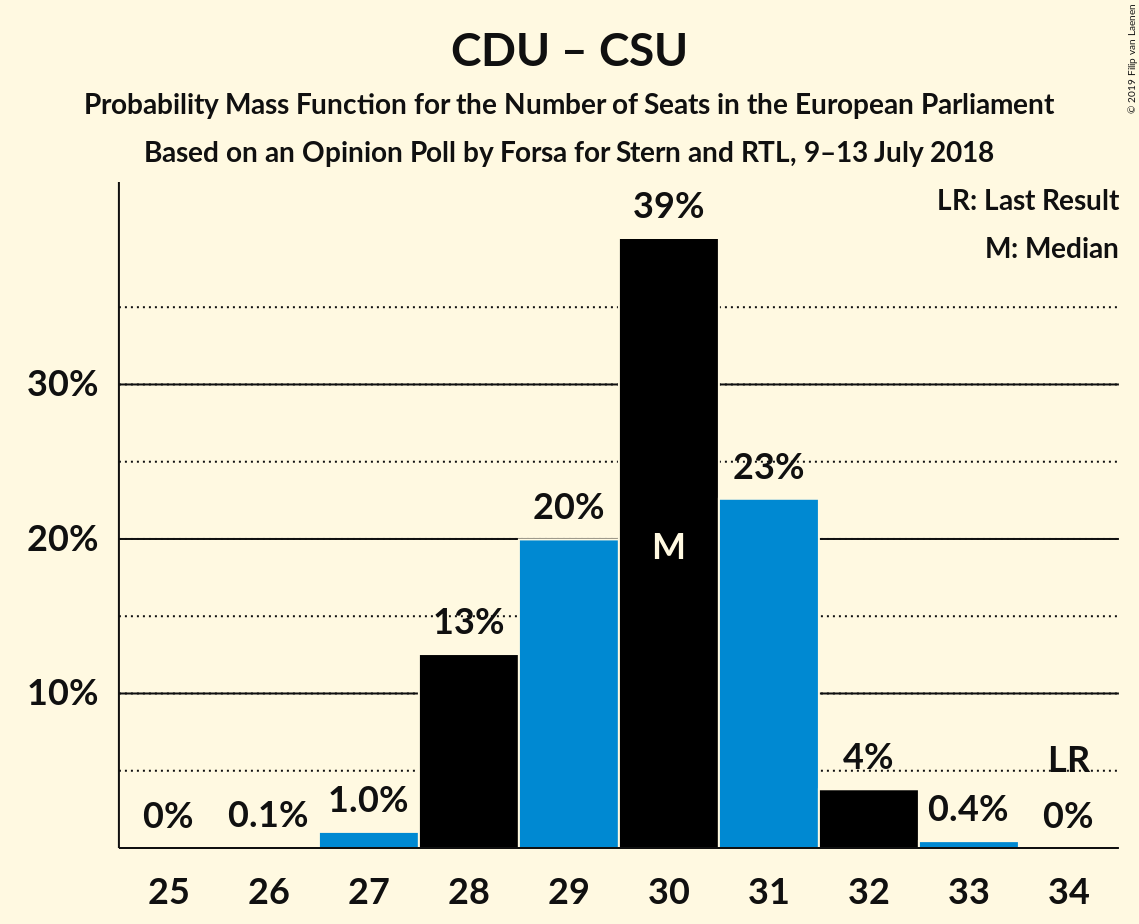 CDU – CSU
Probability Mass Function for the Number of Seats in the European Parliament
Based on an Opinion Poll by Forsa for Stern and RTL, 9–13 July 2018
© 2019 Filip van Laenen
LR: Last Result
M: Median
39%
30%
23%
20%
20%
M
13%
10%
4%
LR
1.0%
0.4%
0%
0.1%
0%
25 26 27 28 29 30 31 32 33 34